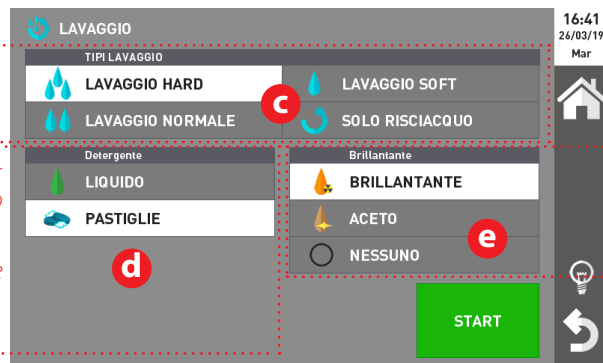 LAVAGGIO
16:41
26/03/19
Mar
TIPI LAVAGGIO
LAVAGGIO HARD
LAVAGGIO SOFT
c
LAVAGGIO NORMALE
SOLO RISCIACQUO
Detergente
LIQUIDO
PASTIGLIE
d
Brillantante
BRILLANTANTE
ACETO
e
NESSUNO
START